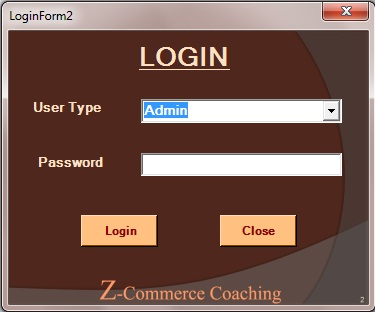 LoginForm2
LOGIN
User Type
Admin
Password
Login
Close
Z-Commerce Coaching
2